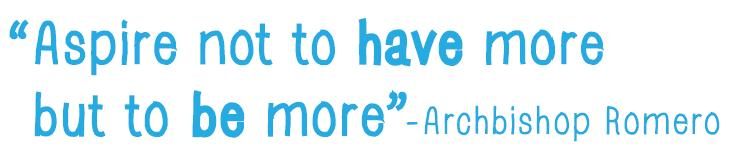 “Aspire not to have more
but to be more”-Archbishop Romero